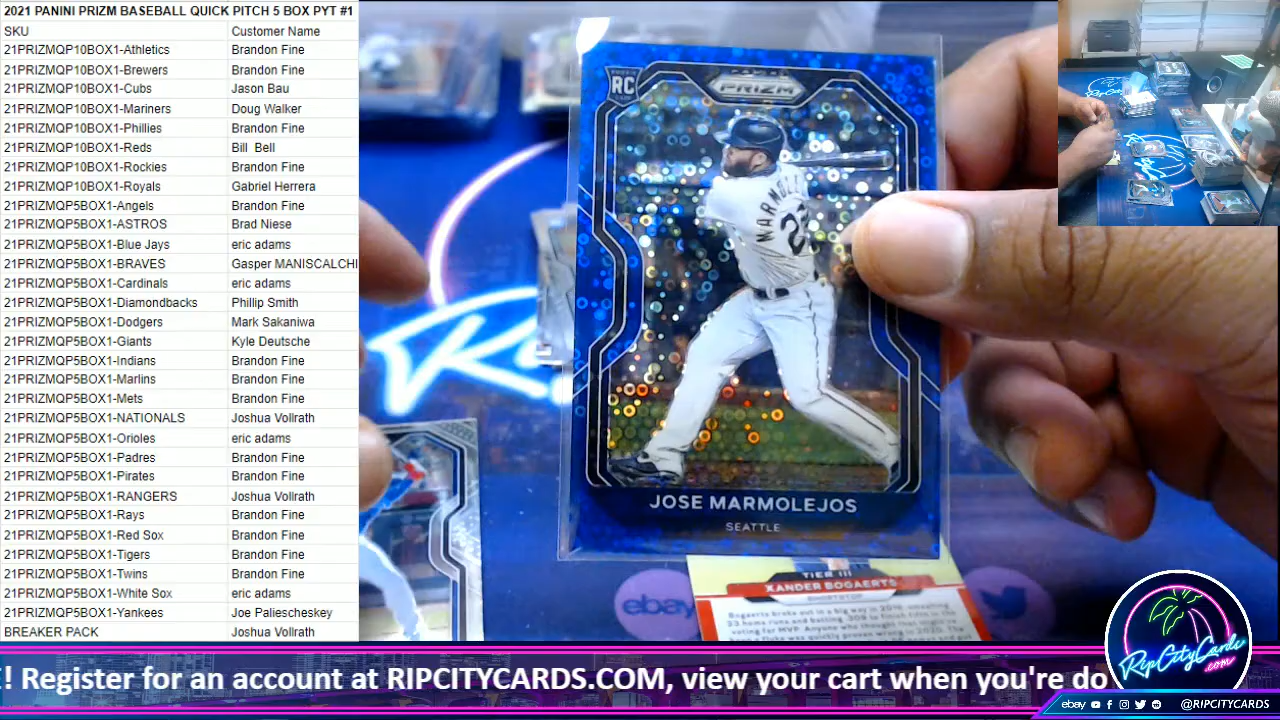 2021 PANINI PRIZM BASEBALL QUICK PITCH 5 BOX PYT #1
SKU Customer Name
21PRIZMQP10BOX1-Athletics Brandon Fine
21PRIZMQP10BOX1-Brewers Brandon Fine
21PRIZMQP10BOX1-Cubs Jason Bau
21PRIZMQP10BOX1-Mariners Doug Walker
21PRIZMQP10BOX1-Phillies Brandon Fine
21PRIZMQP10BOX1-Reds Bill Bell
21PRIZMQP10BOX1-Rockies Brandon Fine
21PRIZMQP10BOX1-Royals Gabriel Herrera
21PRIZMQP5BOX1-Angels Brandon Fine
21PRIZMQP5BOX1-ASTROS Brad Niese
21PRIZMQP5BOX1-Blue Jays eric adams
21PRIZMQP5BOX1-BRAVES Gasper MANISCALCHI
21PRIZMQP5BOX1-Cardinals eric adams
21PRIZMQP5BOX1-Diamondbacks Phillip Smith
21PRIZMQP5BOX1-Dodgers Mark Sakaniwa
21PRIZMQP5BOX1-Giants Kyle Deutsche
21PRIZMQP5BOX1-Indians Brandon Fine
21PRIZMQP5BOX1-Marlins Brandon Fine
21PRIZMQP5BOX1-Mets Brandon Fine
21PRIZMQP5BOX1-NATIONALS Joshua Vollrath
21PRIZMQP5BOX1-Orioles eric adams
21PRIZMQP5BOX1-Padres Brandon Fine
21PRIZMQP5BOX1-Pirates Brandon Fine
21PRIZMQP5BOX1-RANGERS Joshua Vollrath
21PRIZMQP5BOX1-Rays Brandon Fine
21PRIZMQP5BOX1-Red Sox Brandon Fine
21PRIZMQP5BOX1-Tigers Brandon Fine
21PRIZMQP5BOX1-Twins Brandon Fine
21PRIZMQP5BOX1-White Sox eric adams
21PRIZMQP5BOX1-Yankees Joe Paliescheskey
BREAKER PACK Joshua Vollrath
RC
PRIZM
JOSE MARMOLEJOS
SEATTLE
ebay
TIER III
XANDER BOGAERTS
SHORTSTOP
! Register for an account at RIPCITYCARDS.COM, view your cart when you're do
RipCityCards
.com
ebay @RIPCITYCARDS